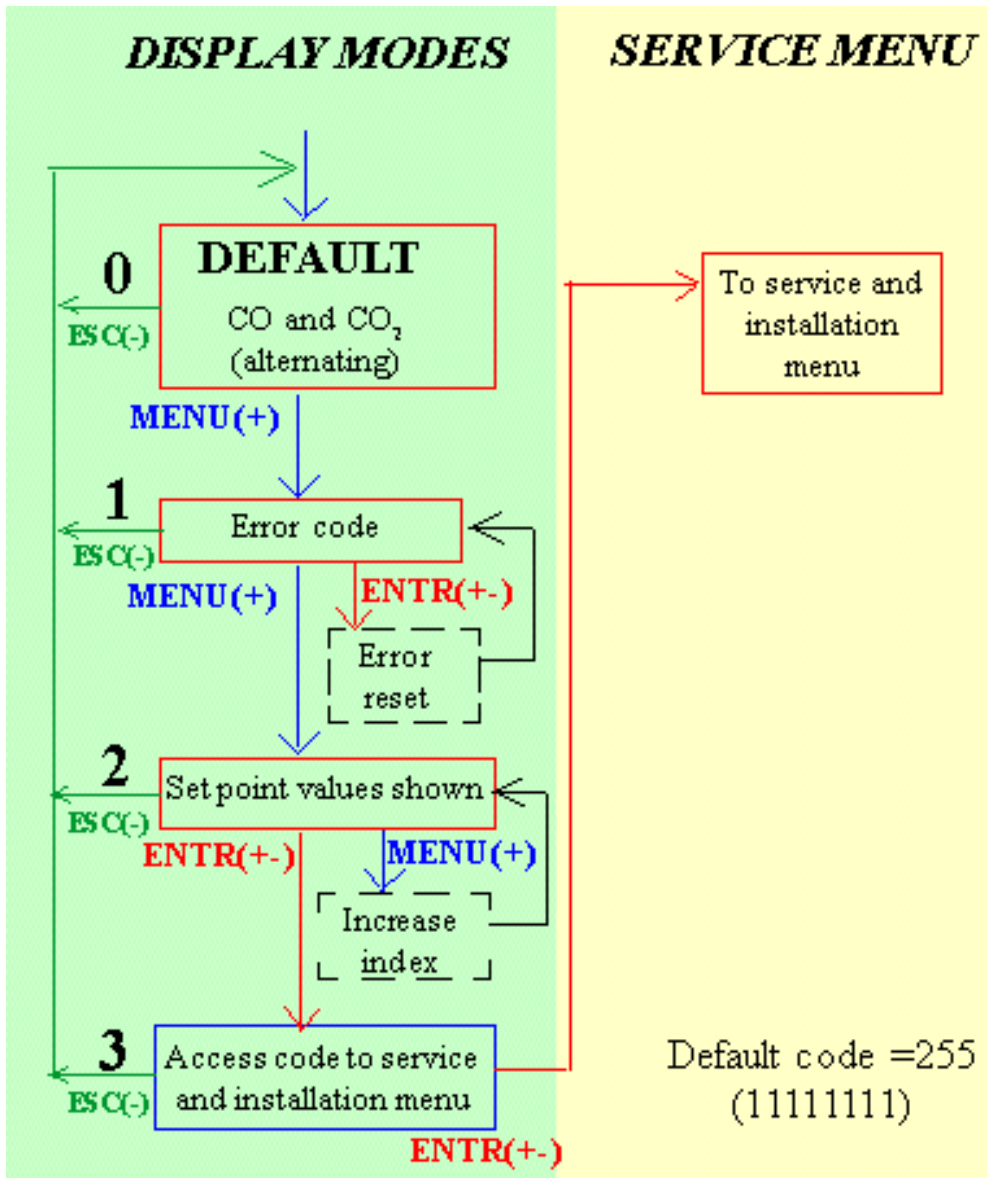 DISPLAY MODES
SERVICE MENU
0
DEFAULT
CO and CO₂
(alternating)
ESC(-)
To service and
installation
menu
MENU(+)
1
Error code
ESC(-)
MENU(+)
ENTR(+-)
Error
reset
2
Set point values shown
ESC(-)
ENTR(+-)
MENU(+)
Increase
index
3
Access code to service
and installation menu
ESC(-)
ENTR(+-)
Default code =255
(11111111)